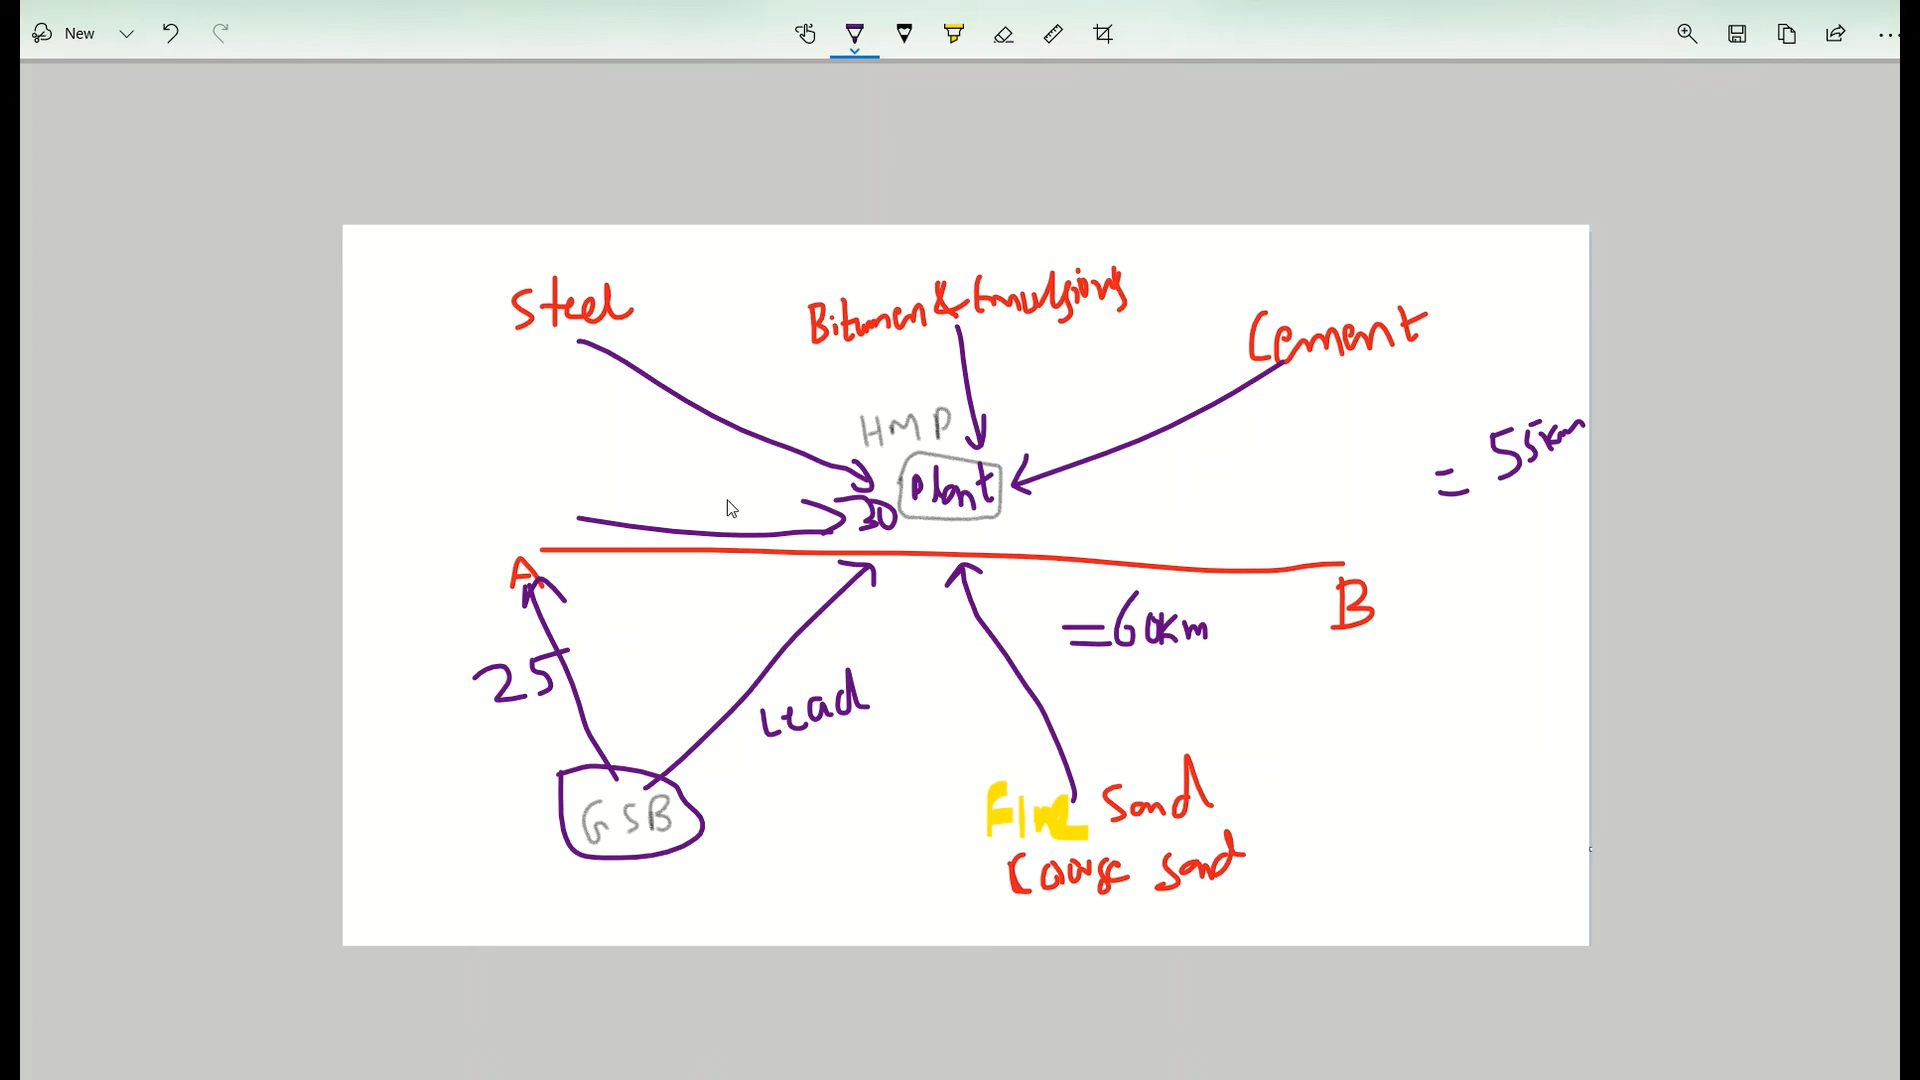 New
Steel
Bitumen & Emulsions
Cement
HMP
Plant
30
= 55km
A
B
= 60km
25
Lead
GSB
Fine Sand
Coarse Sand